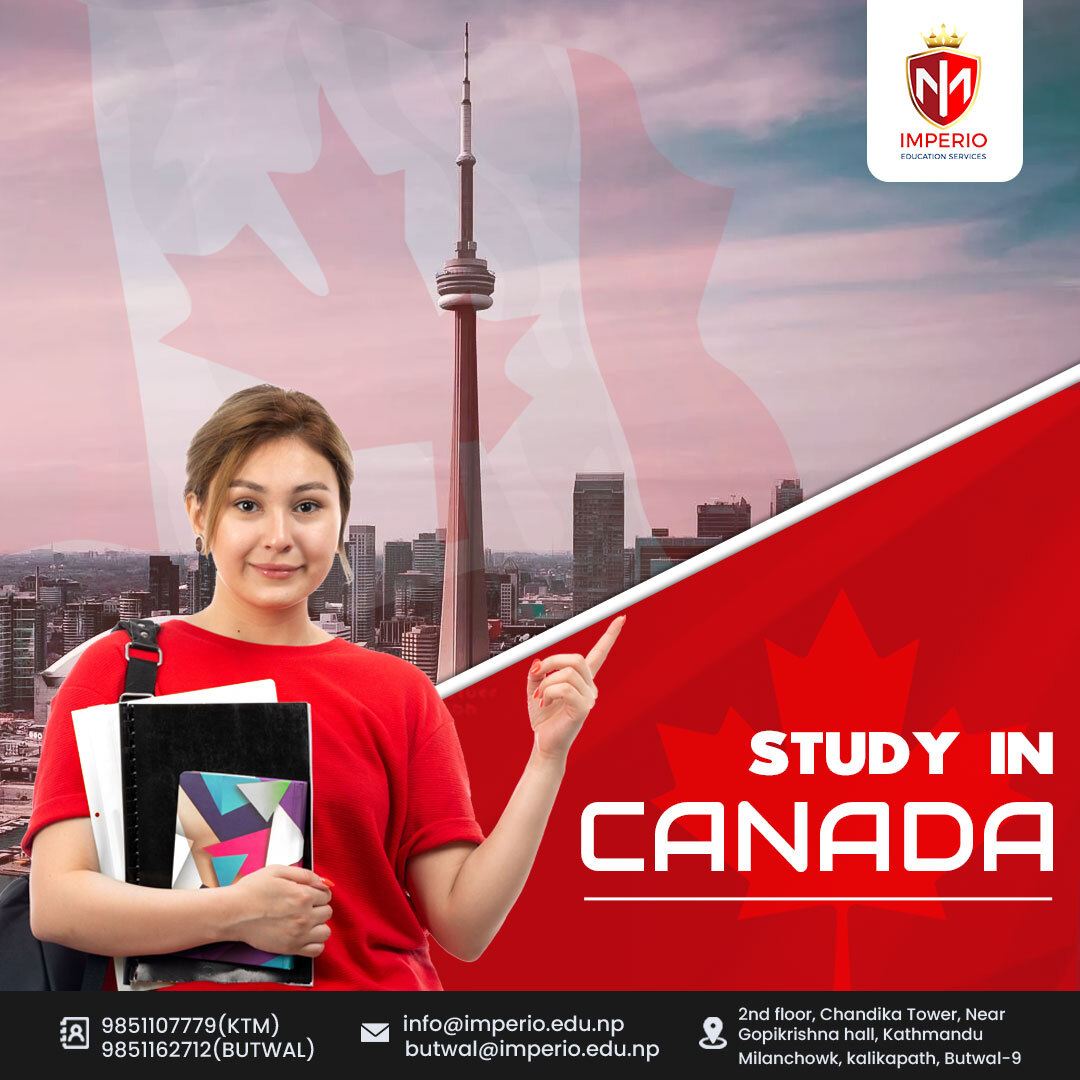 IMPERIO
EDUCATION SERVICES
STUDY IN
CANADA
9851107779(KTM)
9851162712(BUTWAL)
info@imperio.edu.np
butwal@imperio.edu.np
2nd floor, Chandika Tower, Near
Gopikrishna hall, Kathmandu
Milanchowk, kalikapath, Butwal-9